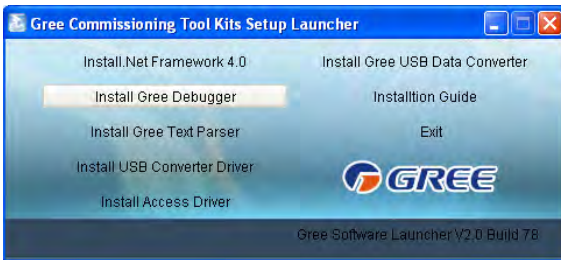 Gree Commissioning Tool Kits Setup Launcher
Install.Net Framework 4.0
Install Gree USB Data Converter
Install Gree Debugger
Installtion Guide
Install Gree Text Parser
Exit
Install USB Converter Driver
GREE
Install Access Driver
Gree Software Launcher V2.0 Build 78